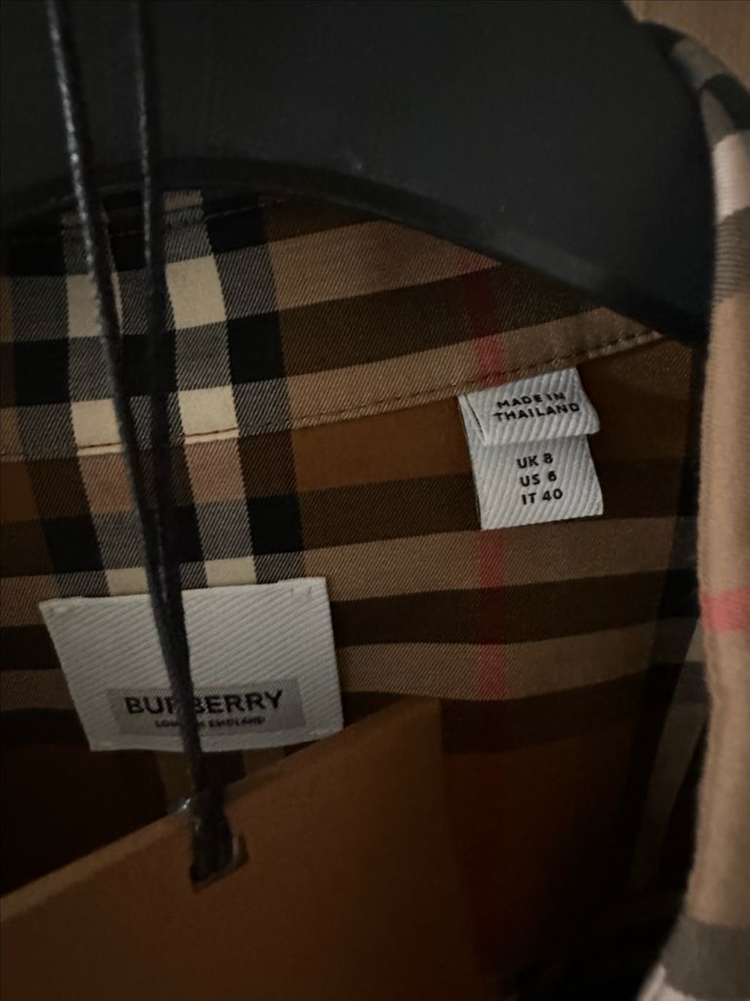 MADE IN
THAILAND
UK 8
US 6
IT 40
BURBERRY
LONDON ENGLAND